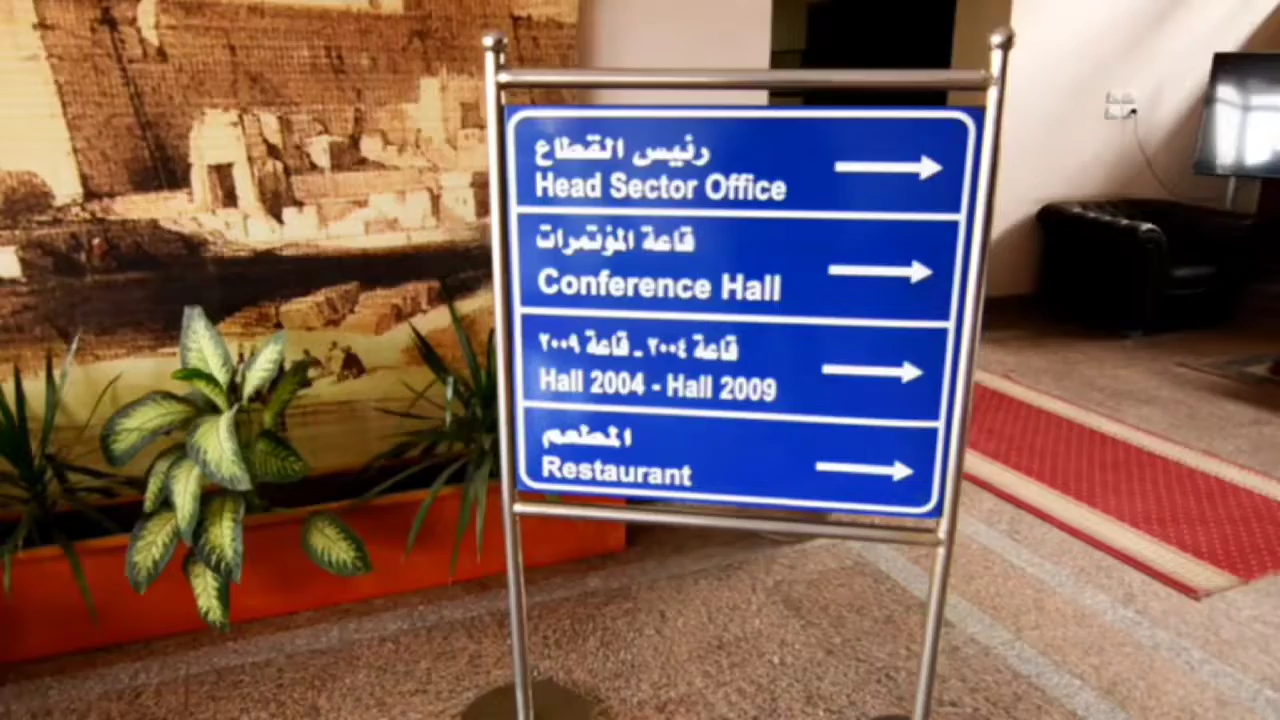 رئيس القطاع
Head Sector Office
قاعة المؤتمرات
Conference Hall
قاعة ٢٠٠٤ - قاعة ٢٠٠٩
Hall 2004 - Hall 2009
المطعم
Restaurant